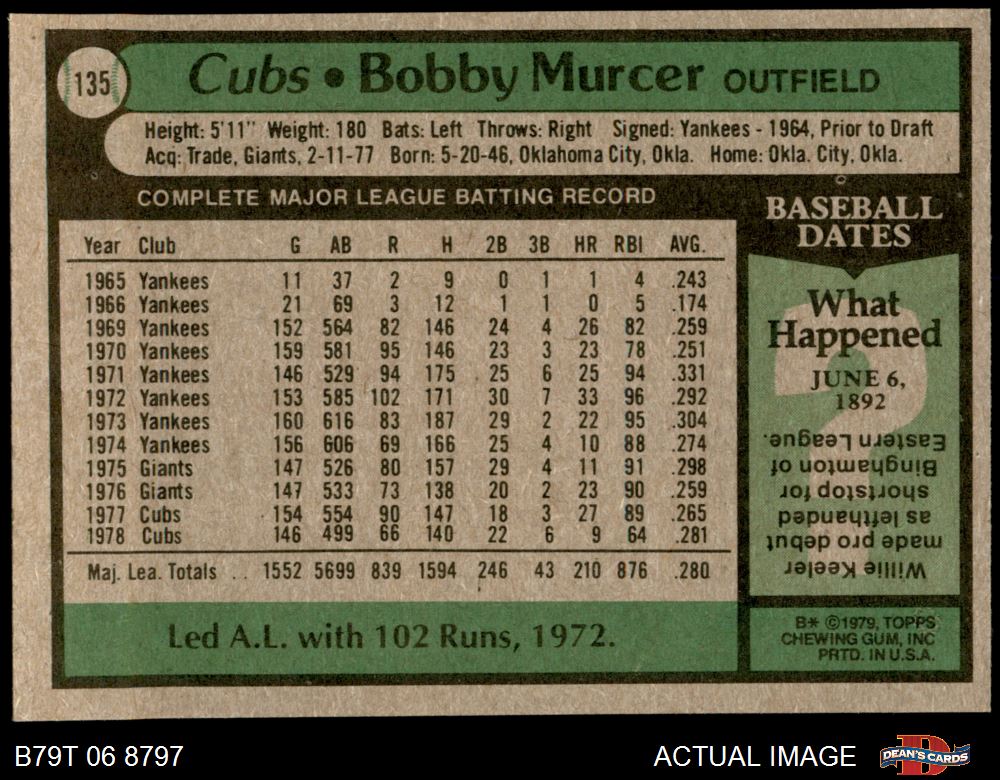 135
Cubs • Bobby Murcer OUTFIELD
Height: 5'11" Weight: 180 Bats: Left Throws: Right Signed: Yankees - 1964, Prior to Draft
Acq: Trade, Giants, 2-11-77 Born: 5-20-46, Oklahoma City, Okla. Home: Okla. City, Okla.
COMPLETE MAJOR LEAGUE BATTING RECORD
Year Club G AB R H 2B 3B HR RBI AVG.
1965 Yankees 11 37 2 9 0 1 1 4 .243
1966 Yankees 21 69 3 12 1 1 0 5 .174
1969 Yankees 152 564 82 146 24 4 26 82 .259
1970 Yankees 159 581 95 146 23 3 23 78 .251
1971 Yankees 146 529 94 175 25 6 25 94 .331
1972 Yankees 153 585 102 171 30 7 33 96 .292
1973 Yankees 160 616 83 187 29 2 22 95 .304
1974 Yankees 156 606 69 166 25 4 10 88 .274
1975 Giants 147 526 80 157 29 4 11 91 .298
1976 Giants 147 533 73 138 20 2 23 90 .259
1977 Cubs 154 554 90 147 18 3 27 89 .265
1978 Cubs 146 499 66 140 22 6 9 64 .281
Maj. Lea. Totals .. 1552 5699 839 1594 246 43 210 876 .280
Led A.L. with 102 Runs, 1972.
BASEBALL
DATES
What
Happened
JUNE 6,
1892
Willie Keeler
made pro debut
as lefthanded
shortstop for
Binghamton of
Eastern League.
B* ©1979, TOPPS
CHEWING GUM, INC
PRTD. IN U.S.A.
B79T 06 8797
ACTUAL IMAGE
DEAN'S CARDS